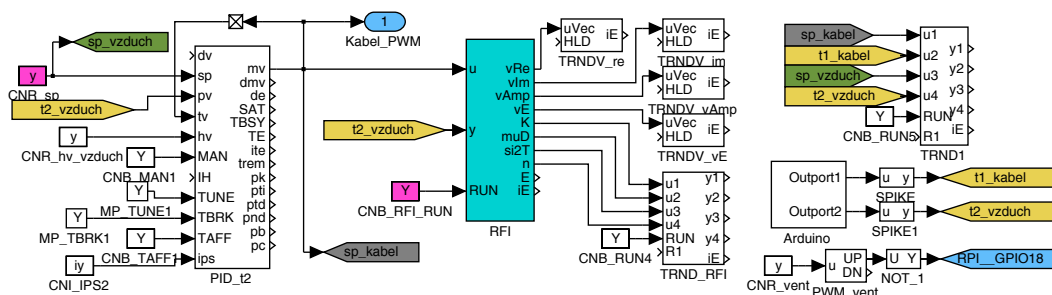 sp_vzduch
y
CNR_sp
t2_vzduch
y
CNR_hv_vzduch
Y
CNB_MAN1
Y
MP_TUNE1
Y
MP_TBRK1
Y
CNB_TAFF1
iy
CNI_IPS2
dv
sp
pv
tv
hv
MAN
IH
TUNE
TBRK
TAFF
ips
mv
dmv
de
SAT
TBSY
TE
ite
trem
pk
pti
ptd
pnd
pb
pc
PID_t2
1
Kabel_PWM
sp_kabel
t2_vzduch
Y
CNB_RFI_RUN
u
y
RUN
vRe
vIm
vAmp
vE
K
muD
si2T
n
E
iE
RFI
uVec
HLD
iE
TRNDV_re
uVec
HLD
iE
TRNDV_im
uVec
HLD
iE
TRNDV_vAmp
uVec
HLD
iE
TRNDV_vE
Y
CNB_RUN4
u1
u2
u3
u4
RUN
R1
y1
y2
y3
y4
iE
TRND_RFI
sp_kabel
t1_kabel
sp_vzduch
t2_vzduch
Y
CNB_RUN5
u1
u2
u3
u4
RUN
R1
y1
y2
y3
y4
iE
TRND1
Outport1
Outport2
Arduino
u y
SPIKE
t1_kabel
u y
SPIKE1
t2_vzduch
y
CNR_vent
u
UP
DN
PWM_vent
U Y
NOT_1
RPI__GPIO18